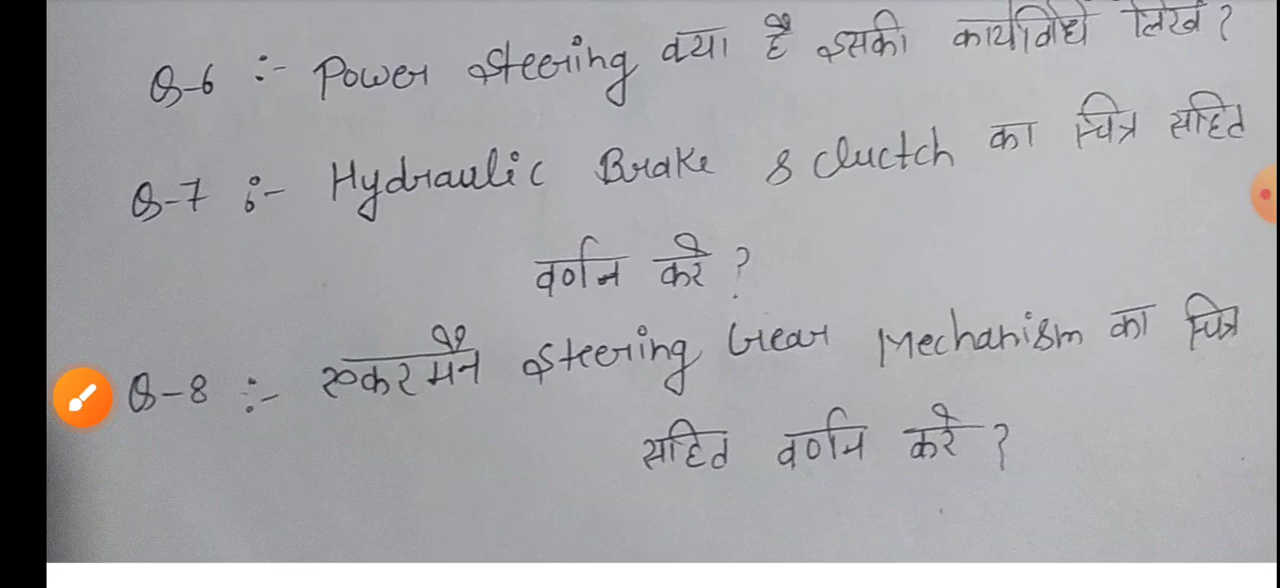 Q-6 :- Power steering क्या है इसकी कार्यविधि लिखें ?
Q-7 :- Hydraulic Brake & Cluctch का चित्र सहित
वर्णन करे ?
Q-8 :- एकरमैन steering Gear Mechanism का चित्र
सहित वर्णन करे ?